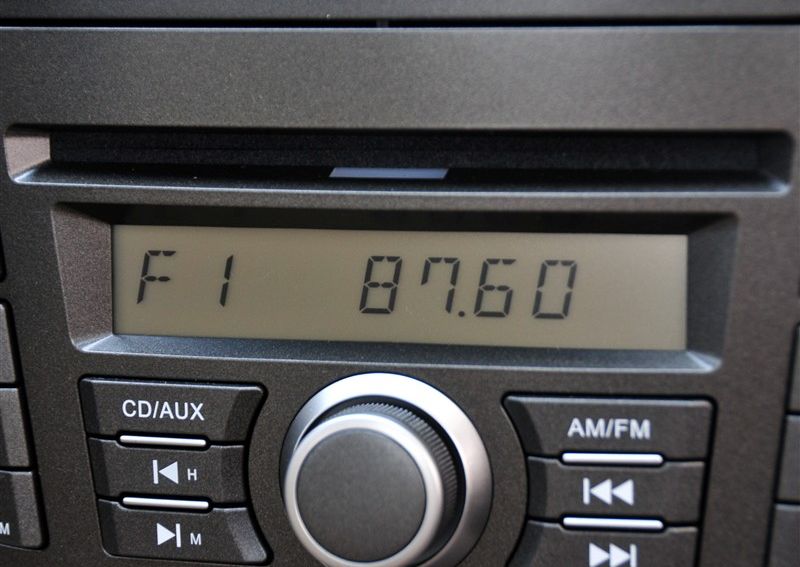 F1 87.60
CD/AUX
AM/FM
H
M
M